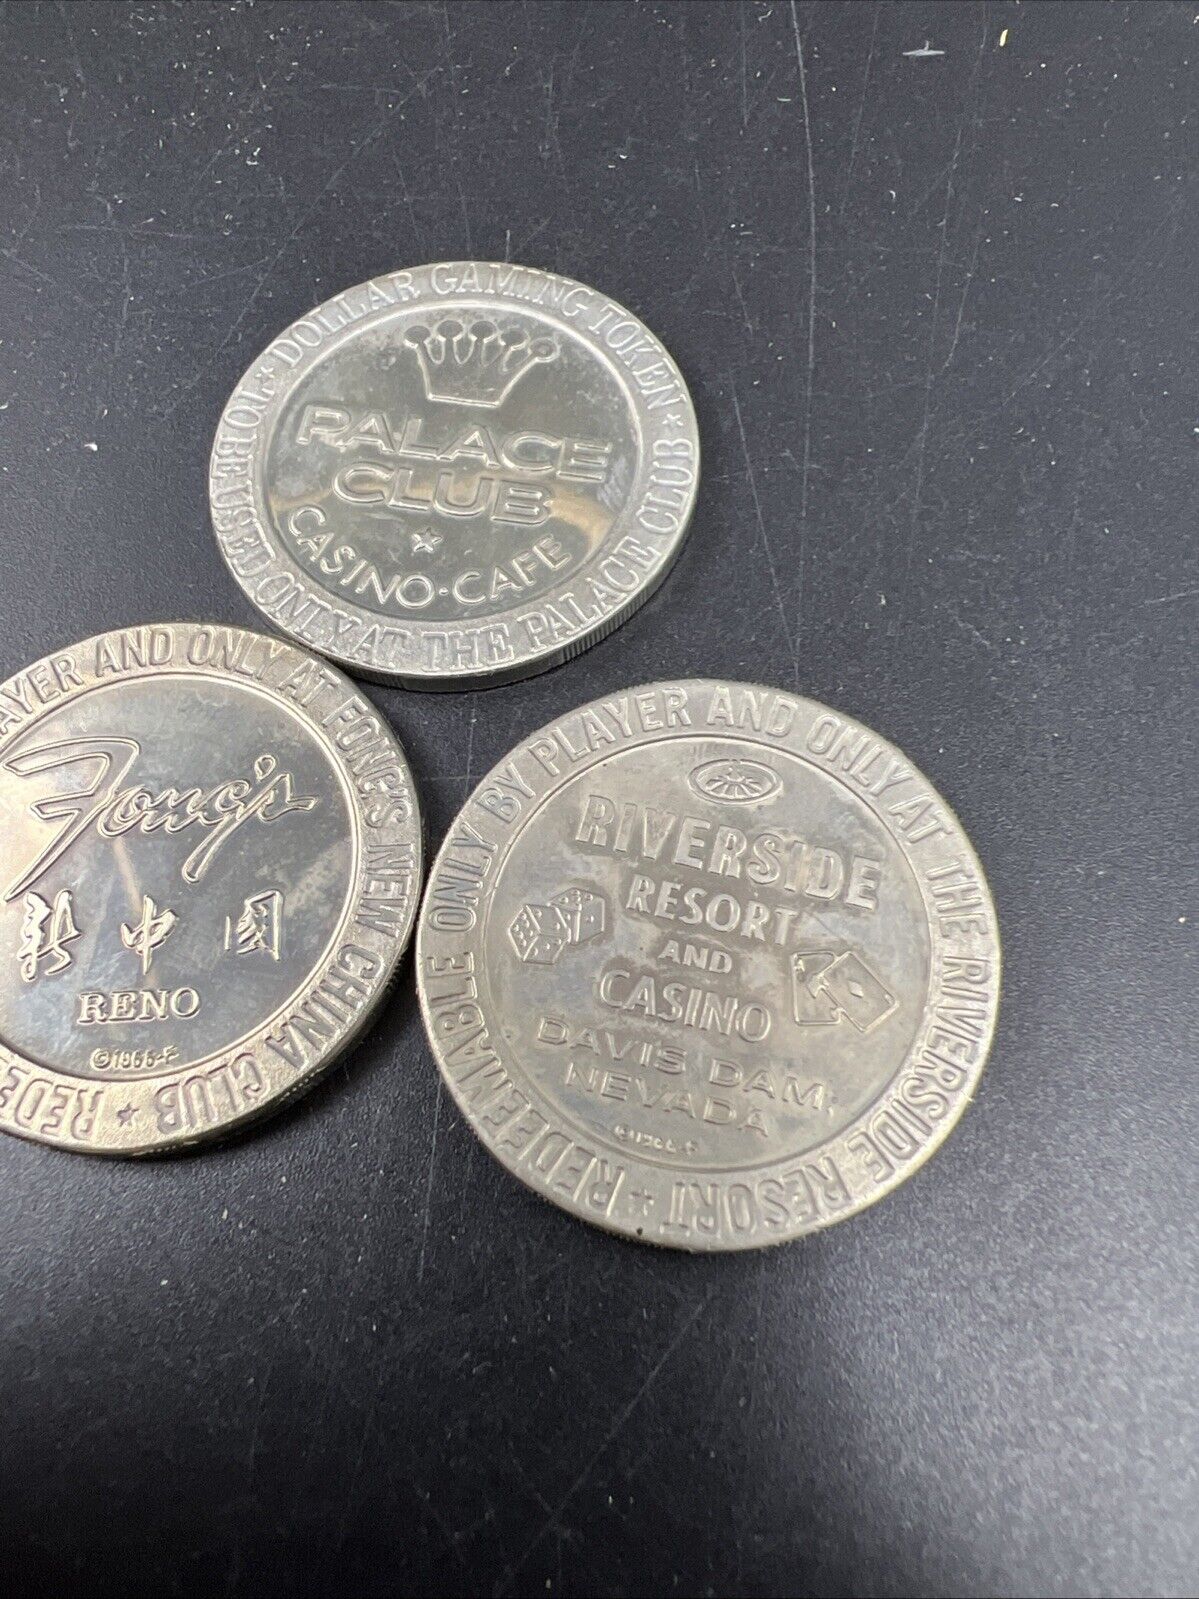 DOLLAR GAMING TOKEN
★ TO BE USED ONLY AT THE PALACE CLUB ★
PALACE
CLUB
CASINO·CAFE
AYER AND ONLY AT FONG'S NEW CHINA CLUB ★ REDE
Fong's
新中國
RENO
©1966-F
REDEEMABLE ONLY BY PLAYER AND ONLY AT THE RIVERSIDE RESORT ★
RIVERSIDE
RESORT
AND
CASINO
DAVIS DAM,
NEVADA